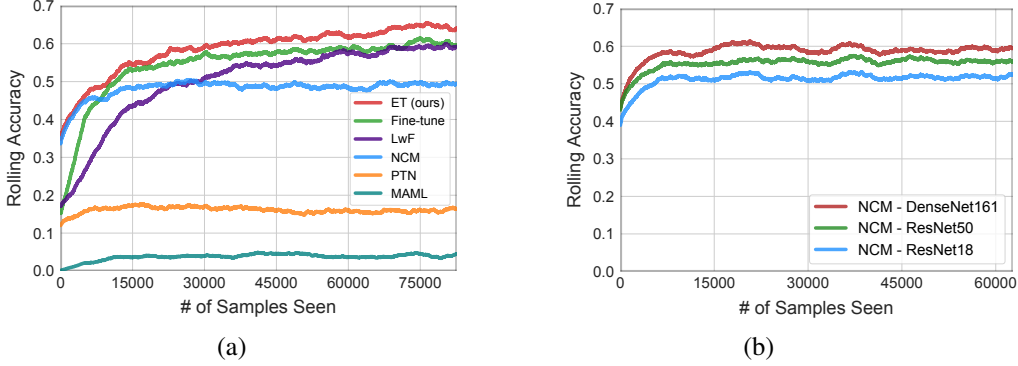 Rolling Accuracy
0.7
0.6
0.5
0.4
0.3
0.2
0.1
0.0
0 15000 30000 45000 60000 75000
# of Samples Seen
ET (ours)
Fine-tune
LwF
NCM
PTN
MAML
(a)
Rolling Accuracy
0.7
0.6
0.5
0.4
0.3
0.2
0.1
0.0
0 15000 30000 45000 60000
# of Samples Seen
NCM - DenseNet161
NCM - ResNet50
NCM - ResNet18
(b)